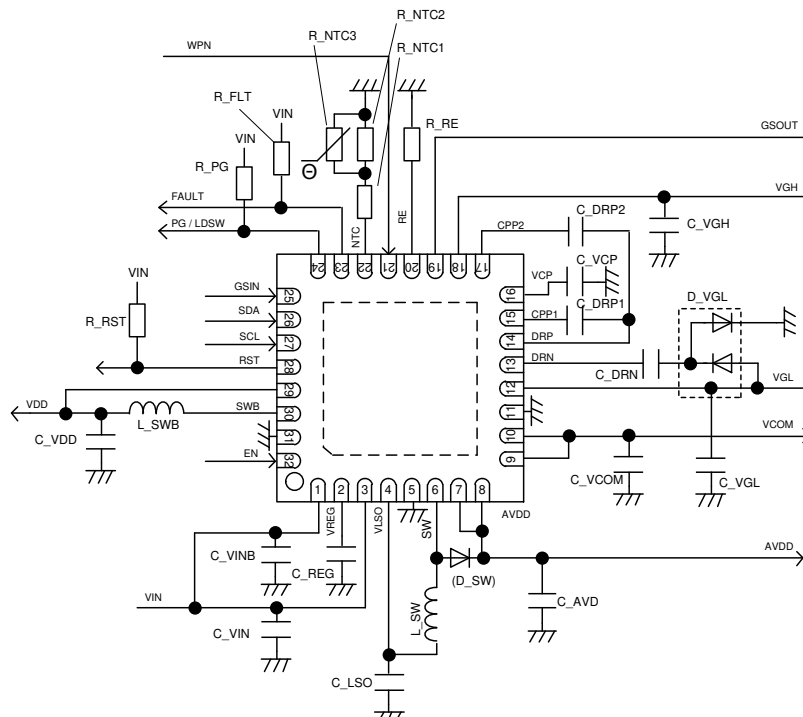 R_NTC2
R_NTC3
R_NTC1
WPN
R_FLT
VIN
R_RE
GSOUT
VIN
R_PG
Θ
VGH
FAULT
C_DRP2
C_VGH
PG / LDSW
NTC
RE
CPP2
24 23 22 21 20 19 18 17
VCP
C_VCP
D_VGL
VIN
GSIN
25
16
C_DRP1
SDA
26
15
CPP1
R_RST
SCL
27
14
DRP
RST
28
13
DRN
C_DRN
29
12
VGL
VDD
SWB
30
11
L_SWB
VCOM
C_VDD
31
10
EN
32
9
C_VCOM
C_VGL
1 2 3 4 5 6 7 8
VREG
VLSO
SW
AVDD
C_VINB
C_REG
AVDD
(D_SW)
VIN
L_SW
C_AVD
C_VIN
C_LSO